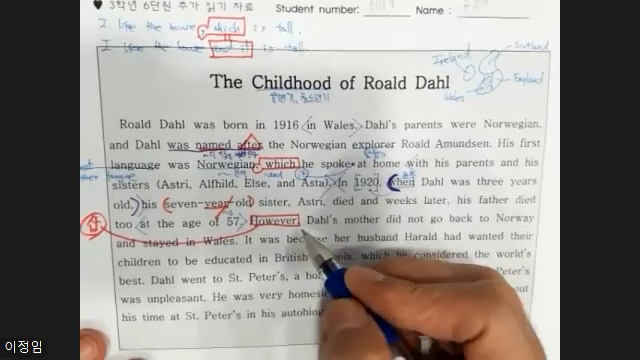 ♥ 3학년 6단원 추가 읽기 자료
Student number:
Name :
I like the house, which is tall.
I like the house and it is tall.
Ireland
Scotland
England
Wales
The Childhood of Roald Dahl
Roald Dahl was born in 1916 in Wales. Dahl's parents were Norwegian,
and Dahl was named after the Norwegian explorer Roald Amundsen. His first
language was Norwegian, which he spoke at home with his parents and his
sisters (Astri, Alfhild, Else, and Asta). In 1920, when Dahl was three years
old, his seven-year-old sister, Astri, died and weeks later, his father died
too at the age of 57. However, Dahl's mother did not go back to Norway
and stayed in Wales. It was because her husband Harald had wanted their
children to be educated in British which he considered the world's
best. Dahl went to St. Peter's, a Peter's
was unpleasant. He was very out
his time at St. Peter's in his
이정임